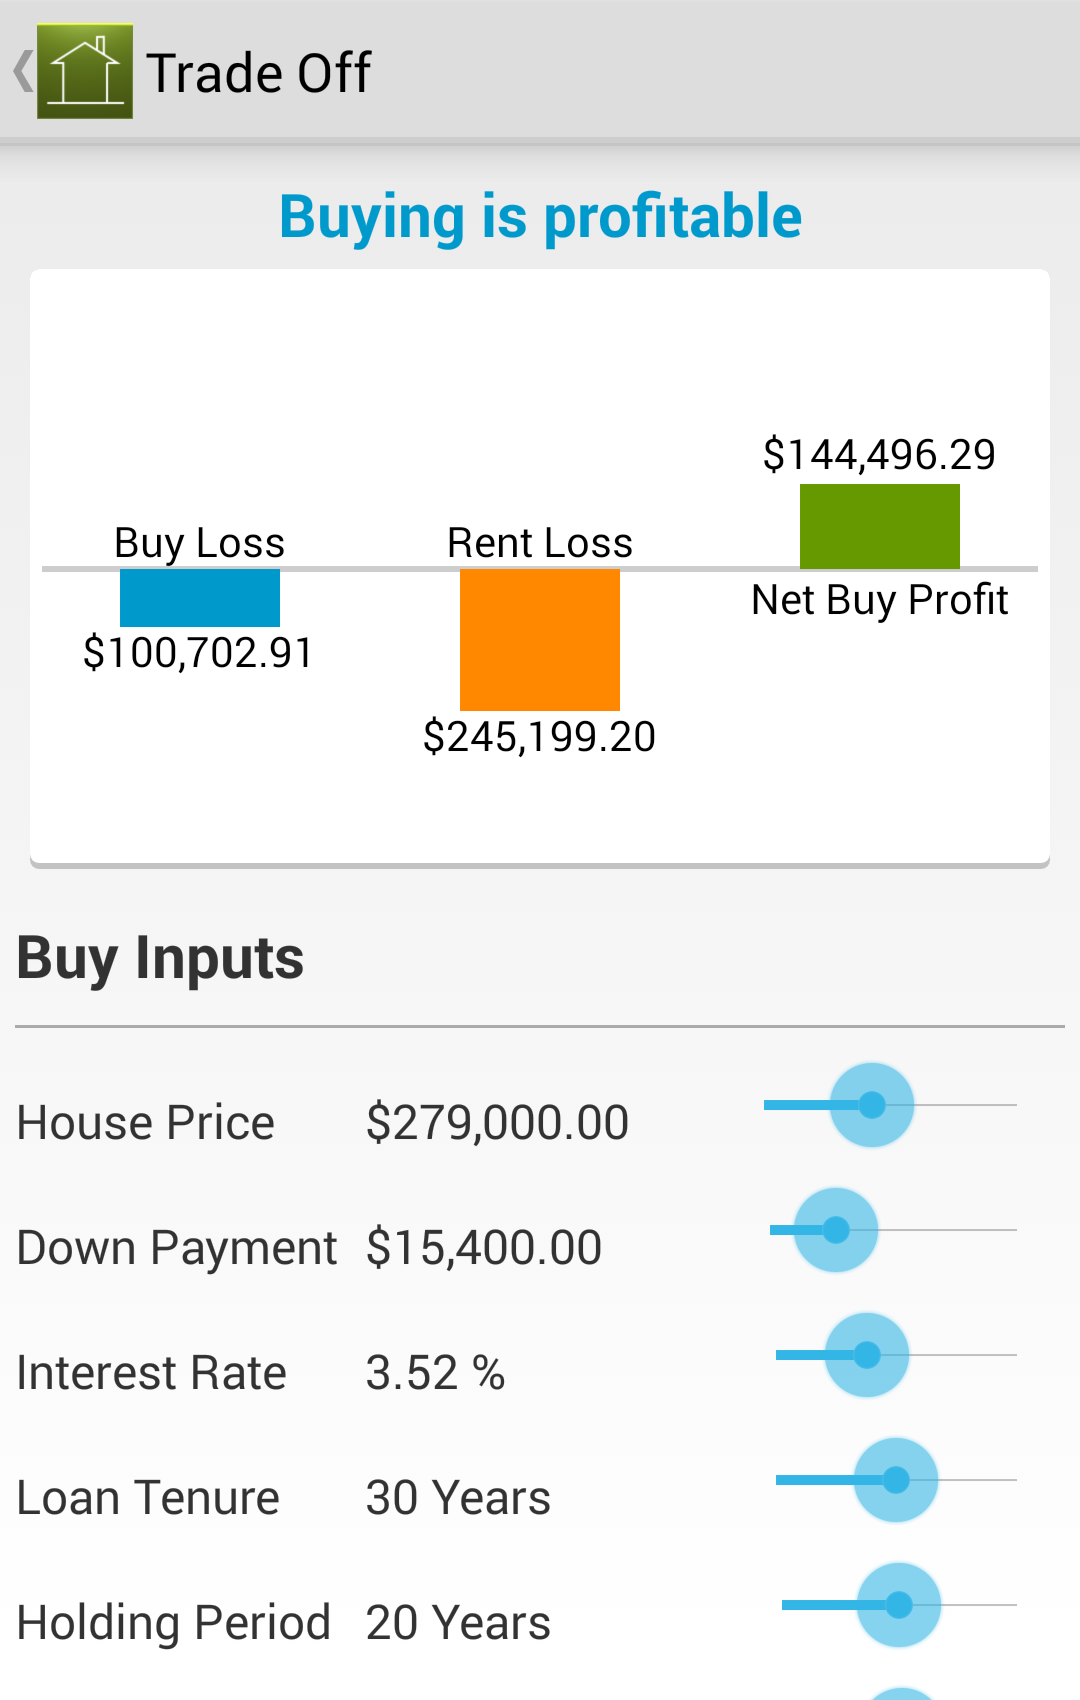 Trade Off
Buying is profitable
$144,496.29
Buy Loss
Rent Loss
Net Buy Profit
$100,702.91
$245,199.20
Buy Inputs
House Price $279,000.00
Down Payment $15,400.00
Interest Rate 3.52 %
Loan Tenure 30 Years
Holding Period 20 Years